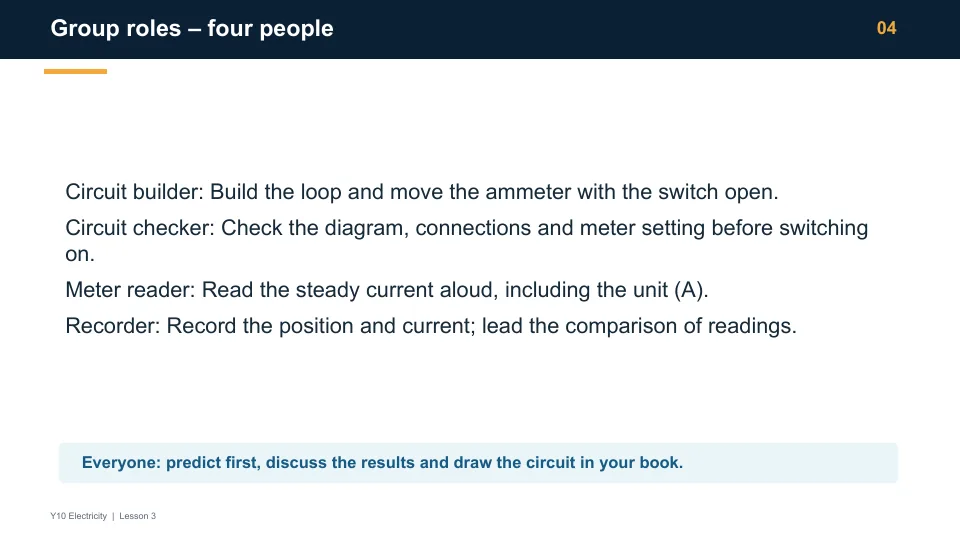 Group roles – four people
04
Circuit builder: Build the loop and move the ammeter with the switch open.
Circuit checker: Check the diagram, connections and meter setting before switching
on.
Meter reader: Read the steady current aloud, including the unit (A).
Recorder: Record the position and current; lead the comparison of readings.
Everyone: predict first, discuss the results and draw the circuit in your book.
Y10 Electricity | Lesson 3